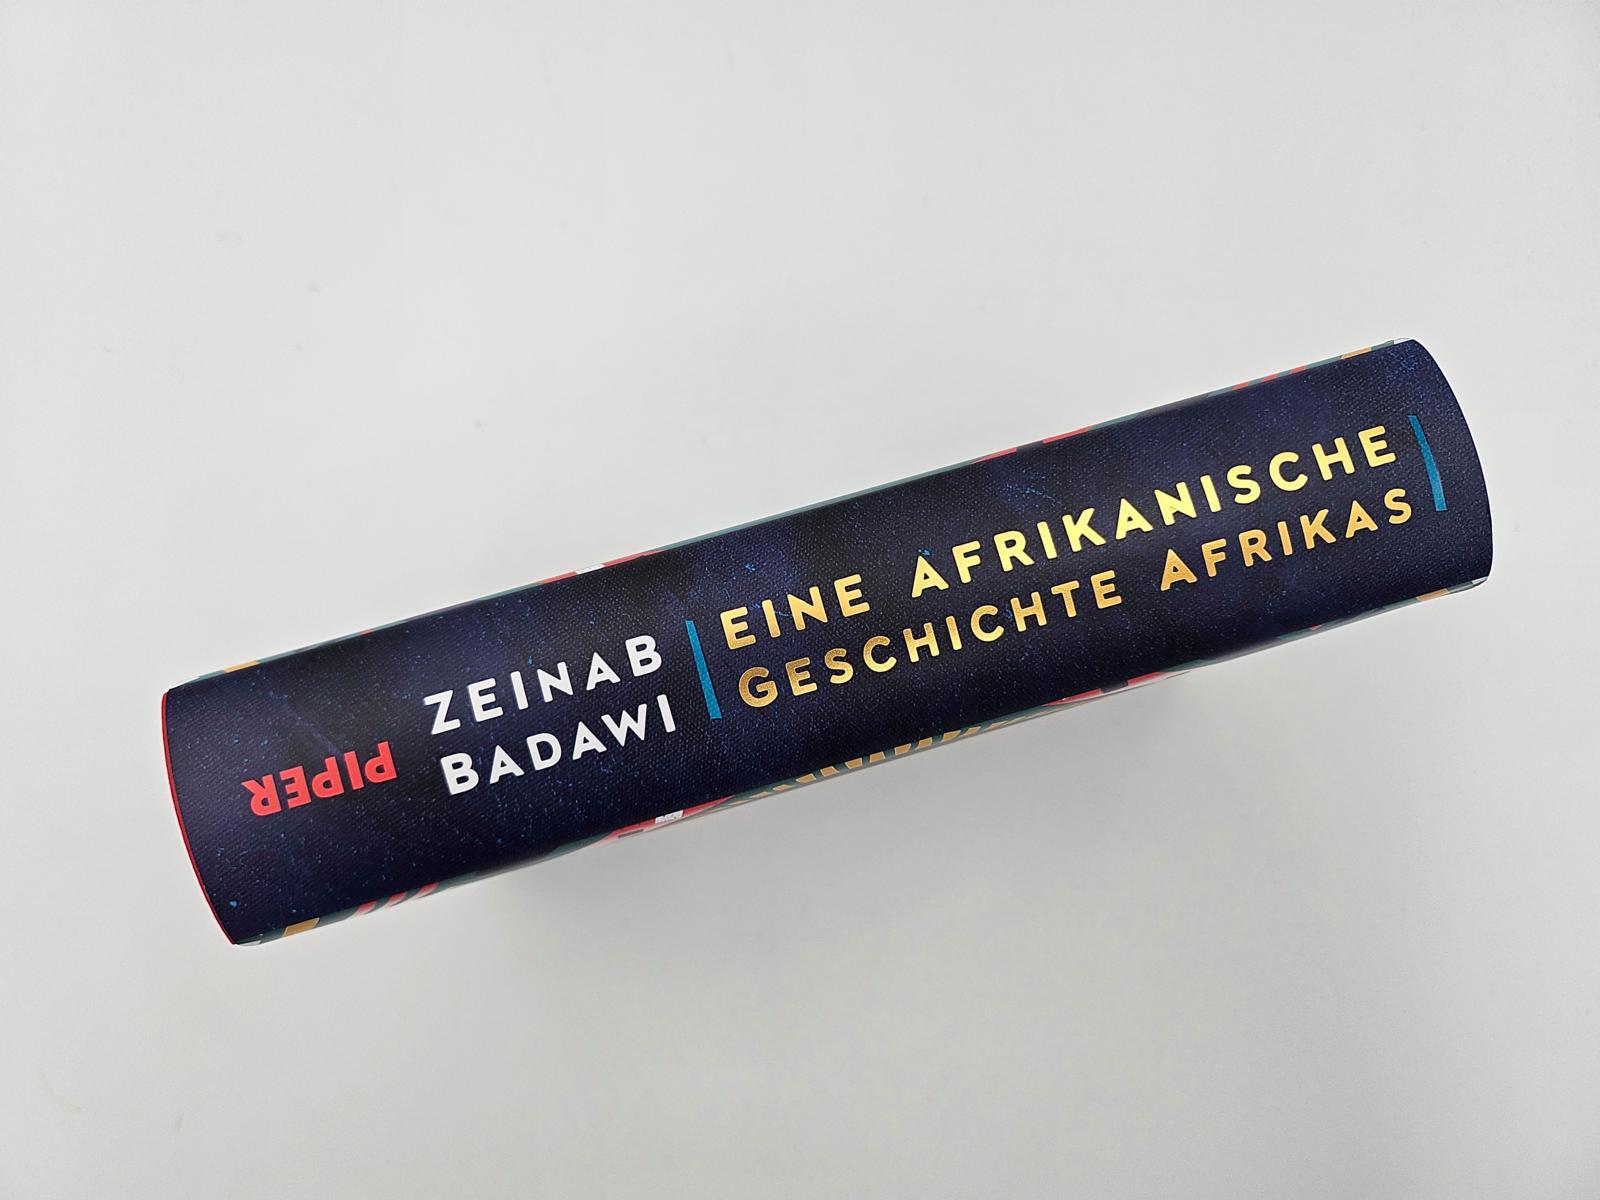 ZEINAB
BADAWI
EINE AFRIKANISCHE
GESCHICHTE AFRIKAS
PIPER